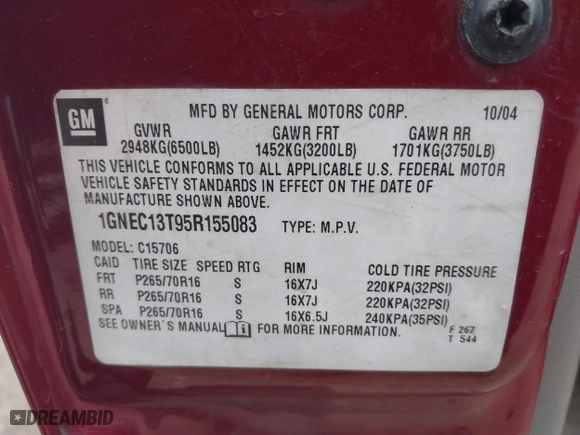 GM
MFD BY GENERAL MOTORS CORP. 10/04
GVWR GAWR FRT GAWR RR
2948KG(6500LB) 1452KG(3200LB) 1701KG(3750LB)
THIS VEHICLE CONFORMS TO ALL APPLICABLE U.S. FEDERAL MOTOR
VEHICLE SAFETY STANDARDS IN EFFECT ON THE DATE OF
MANUFACTURE SHOWN ABOVE.
1GNEC13T95R155083 TYPE: M.P.V.
MODEL: C15706
CAID TIRE SIZE SPEED RTG RIM COLD TIRE PRESSURE
FRT P265/70R16 S 16X7J 220KPA(32PSI)
RR P265/70R16 S 16X7J 220KPA(32PSI)
SPA P265/70R16 S 16X6.5J 240KPA(35PSI)
SEE OWNER'S MANUAL FOR MORE INFORMATION.
F 267
T 544
DREAMBID